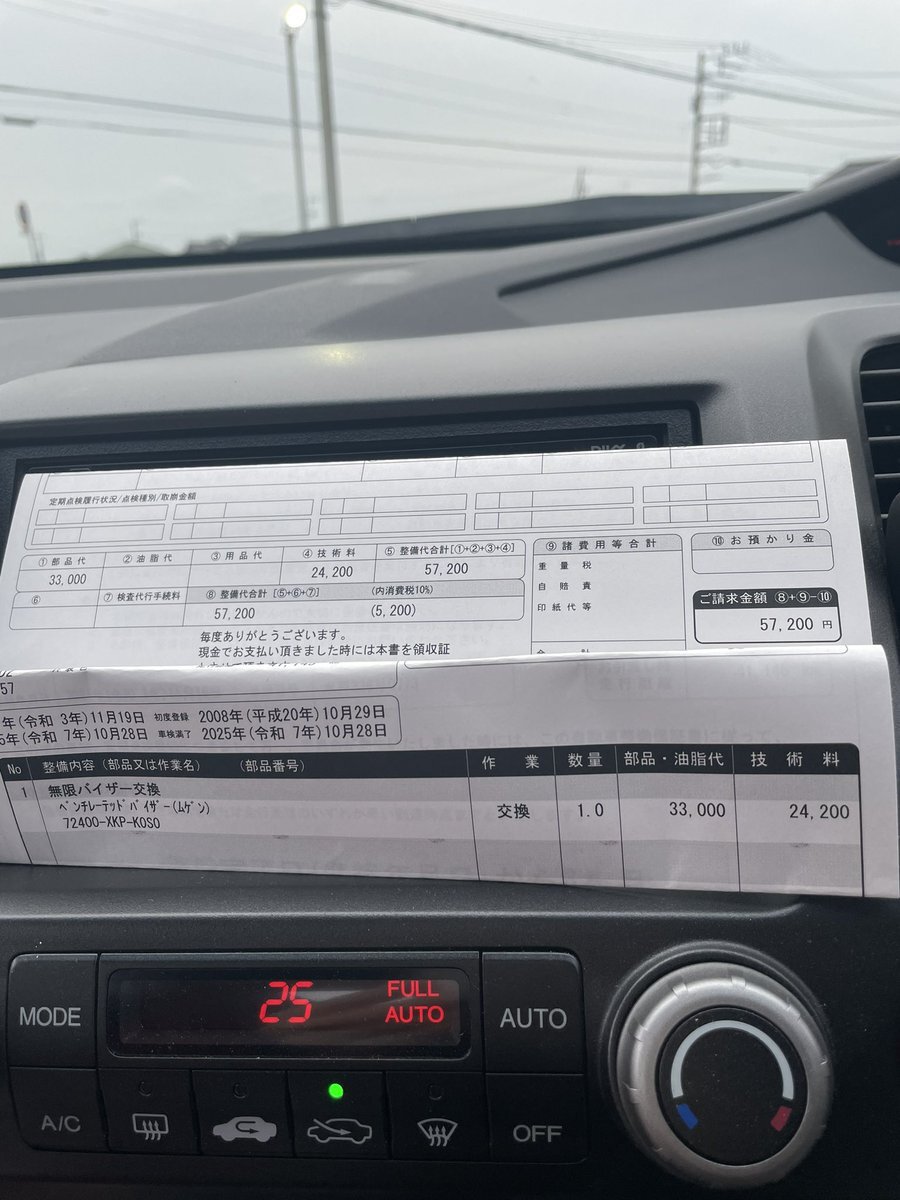 定期点検履行状況/点検種別/取崩金額
①部品代 ②油脂代 ③用品代 ④技術料 ⑤整備代合計[①+②+③+④]
33,000 24,200 57,200
⑥ ⑦検査代行手続料 ⑧整備代合計[⑤+⑥+⑦] (内消費税10%)
57,200 (5,200)
⑨諸費用等合計
重量税
自賠責
印紙代等
⑩お預かり金
ご請求金額 ⑧+⑨-⑩
57,200 円
毎度ありがとうございます。
現金でお支払い頂きました時には本書を領収証
57
年(令和 3年)11月19日 初度登録 2008年(平成20年)10月29日
5年(令和 7年)10月28日 車検満了 2025年(令和 7年)10月28日
No 整備内容(部品又は作業名) (部品番号) 作業 数量 部品・油脂代 技術料
1 無限バイザー交換
ベンチレーテッドバイザー(ムゲン) 交換 1.0 33,000 24,200
72400-XKP-K0S0
MODE 25 FULL AUTO AUTO
A/C OFF